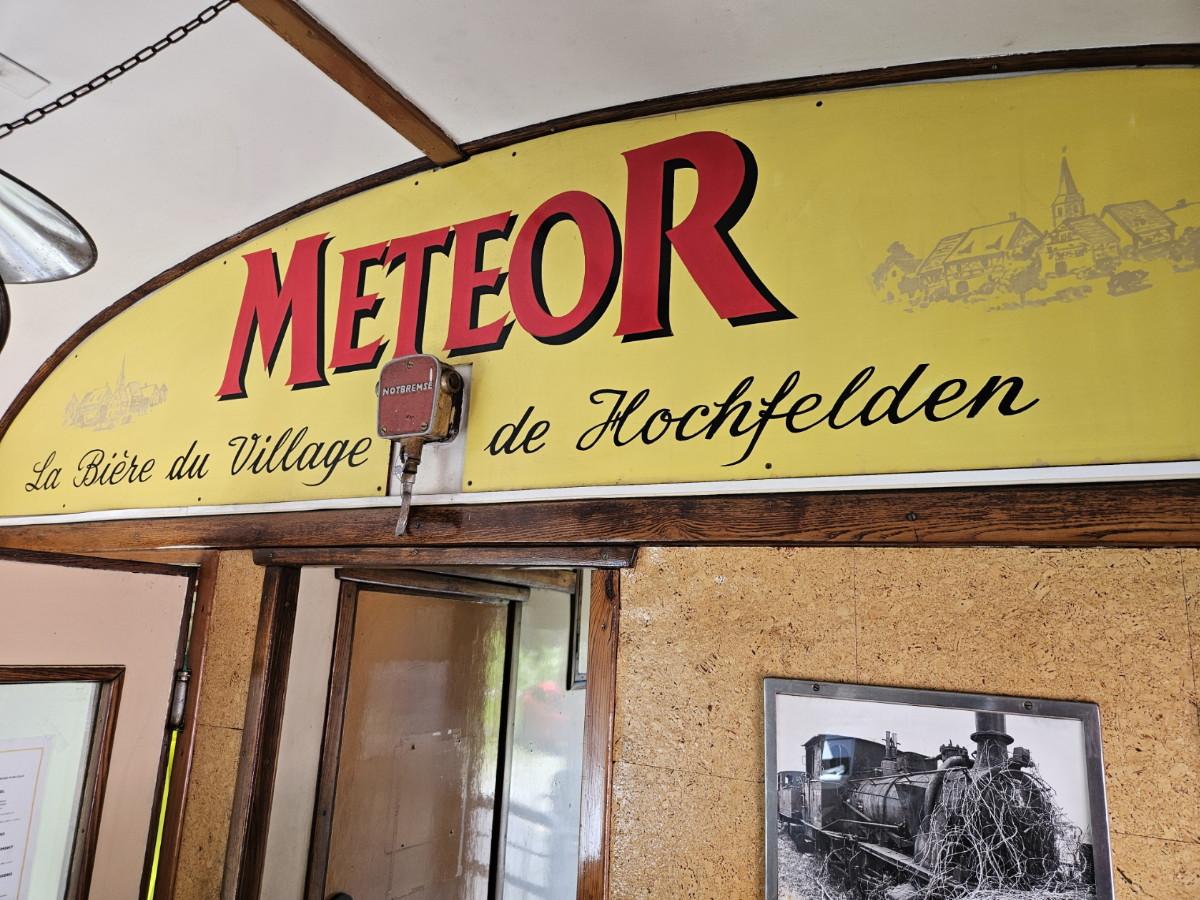 METEOR
NOTBREMSE
La Bière du Village de Hochfelden